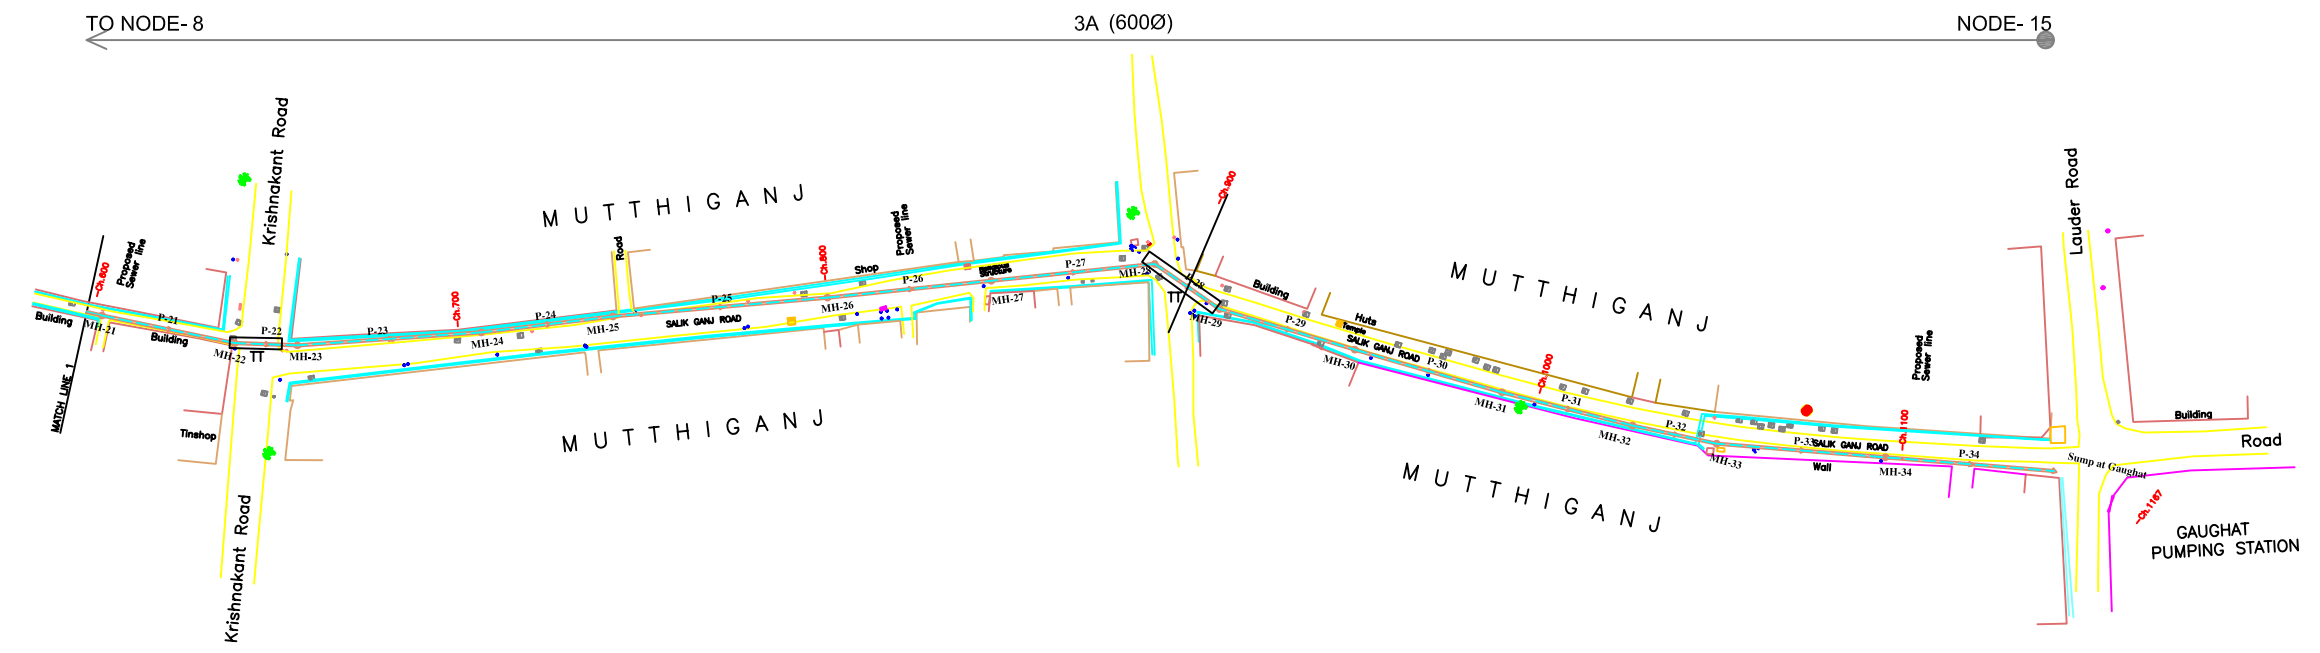 TO NODE- 8
3A (600Ø)
NODE- 15
Krishnakant Road
Lauder Road
MUTTHIGANJ
Proposed
Sewer line
Road
Proposed
Sewer line
Ch.600
Ch.700
Ch.800
Ch.900
Shop
Structure
MUTTHIGANJ
Building
Huts
Temple
P-21
P-22
P-23
P-24
P-25
P-26
P-27
P-28
P-29
P-30
P-31
P-32
P-33
P-34
Building
Building
MH-21
MH-22
TT
MH-23
MH-24
MH-25
SALIK GANJ ROAD
MH-26
MH-27
MH-28
TT
MH-29
SALIK GANJ ROAD
MH-30
Ch.1000
MH-31
MH-32
Proposed
Sewer line
Ch.1100
SALIK GANJ ROAD
MH-33
Wall
MH-34
Building
Road
Sump at Gaughat
Ch.1167
MATCH LINE 1
Tinshop
MUTTHIGANJ
MUTTHIGANJ
Krishnakant Road
GAUGHAT
PUMPING STATION